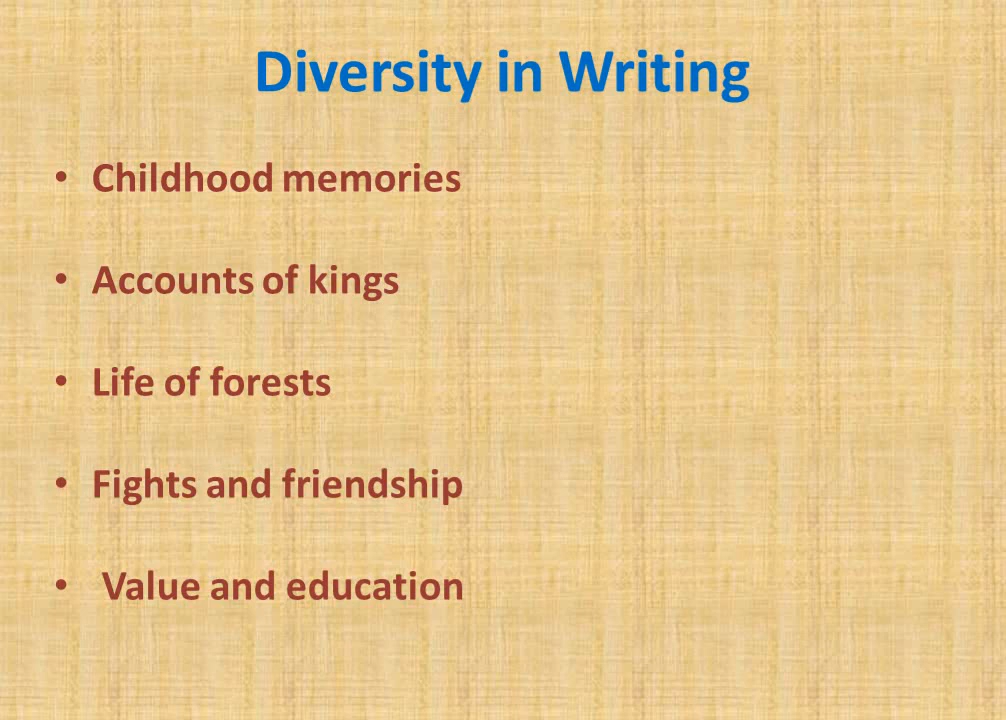 Diversity in Writing
• Childhood memories
• Accounts of kings
• Life of forests
• Fights and friendship
• Value and education